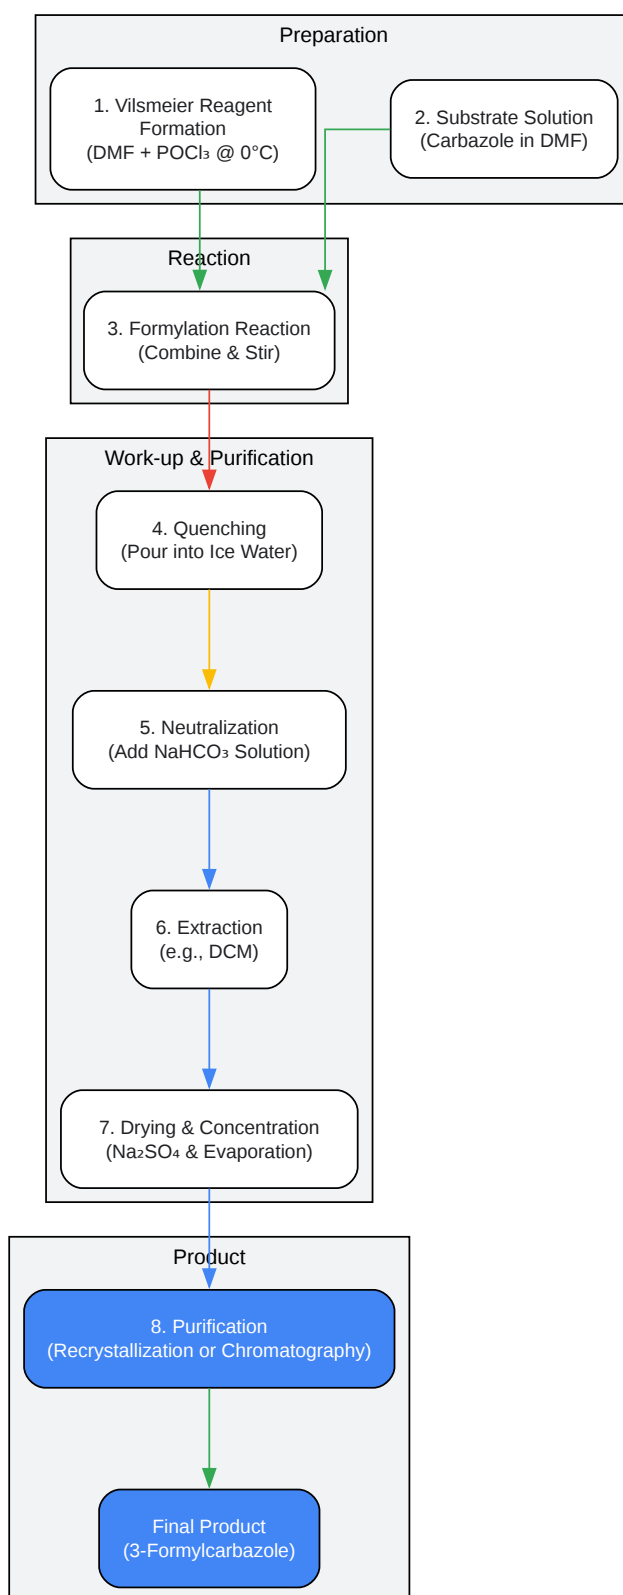 Preparation
1. Vilsmeier Reagent
Formation
(DMF + POCl₃ @ 0°C)
2. Substrate Solution
(Carbazole in DMF)
Reaction
3. Formylation Reaction
(Combine & Stir)
Work-up & Purification
4. Quenching
(Pour into Ice Water)
5. Neutralization
(Add NaHCO₃ Solution)
6. Extraction
(e.g., DCM)
7. Drying & Concentration
(Na₂SO₄ & Evaporation)
Product
8. Purification
(Recrystallization or Chromatography)
Final Product
(3-Formylcarbazole)